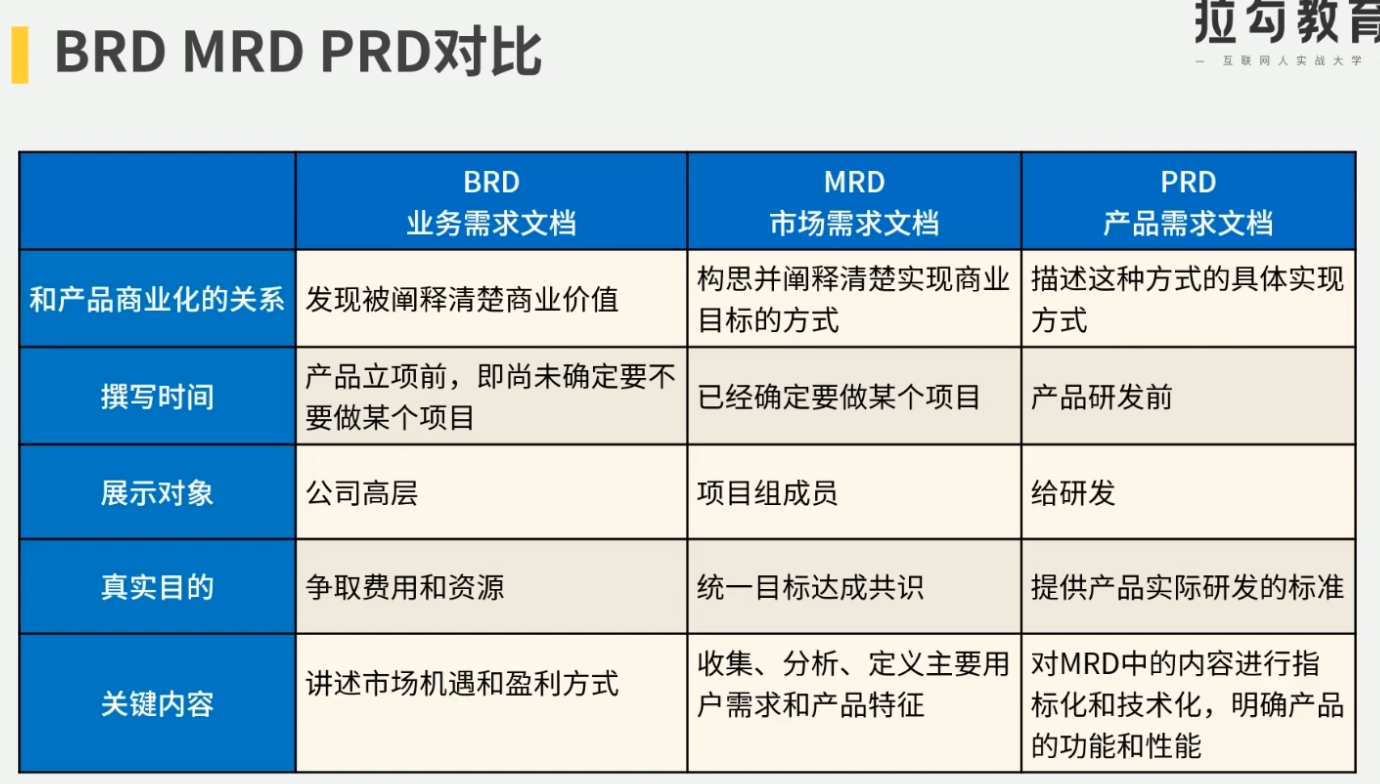 BRD MRD PRD对比
拉勾教育
— 互联网人实战大学
BRD
业务需求文档
MRD
市场需求文档
PRD
产品需求文档
和产品商业化的关系
发现被阐释清楚商业价值
构思并阐释清楚实现商业
目标的方式
描述这种方式的具体实现
方式
撰写时间
产品立项前，即尚未确定要不
要做某个项目
已经确定要做某个项目
产品研发前
展示对象
公司高层
项目组成员
给研发
真实目的
争取费用和资源
统一目标达成共识
提供产品实际研发的标准
关键内容
讲述市场机遇和盈利方式
收集、分析、定义主要用
户需求和产品特征
对MRD中的内容进行指
标化和技术化，明确产品
的功能和性能